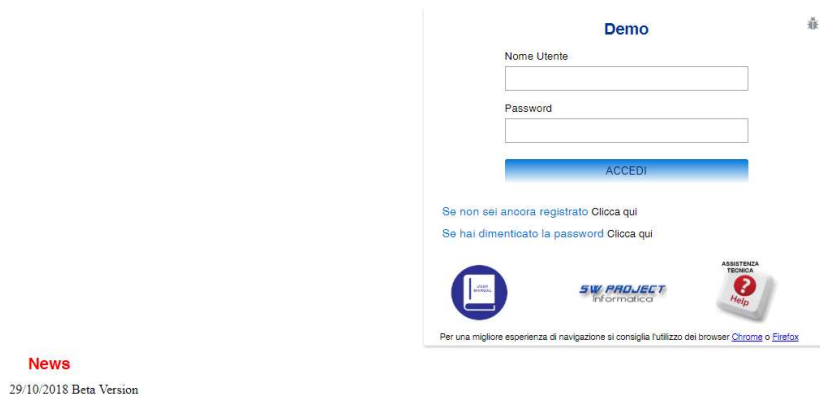 Demo
Nome Utente
Password
ACCEDI
Se non sei ancora registrato Clicca qui
Se hai dimenticato la password Clicca qui
ASSISTENZA
TECNICA
USER
MANUAL
SW PROJECT
Informatica
Help
Per una migliore esperienza di navigazione si consiglia l'utilizzo dei browser Chrome o Firefox
News
29/10/2018 Beta Version